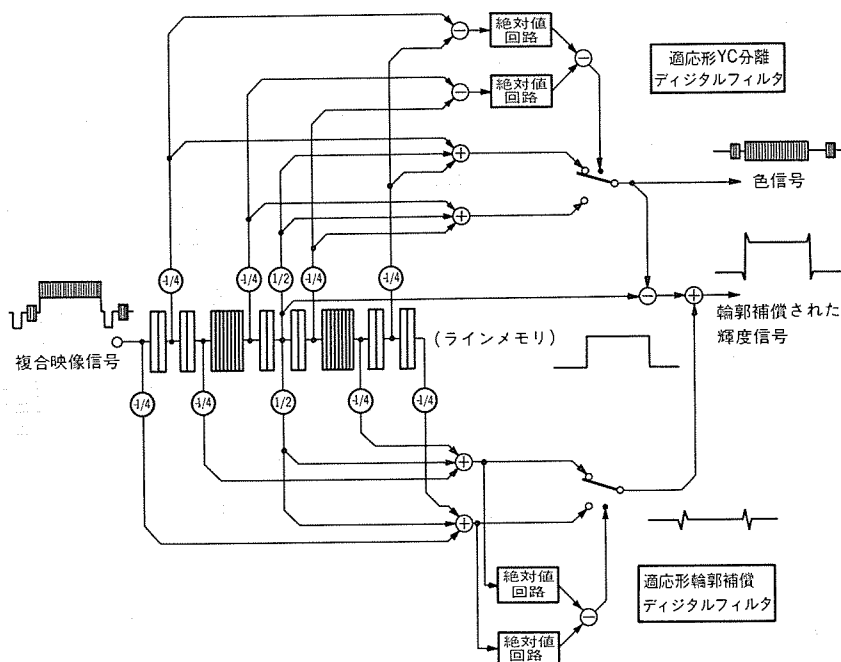 絶対値
回路
適応形YC分離
ディジタルフィルタ
絶対値
回路
色信号
-1/4
-1/4
1/2
-1/4
-1/4
複合映像信号
(ラインメモリ)
輪郭補償された
輝度信号
-1/4
-1/4
1/2
-1/4
-1/4
絶対値
回路
適応形輪郭補償
ディジタルフィルタ
絶対値
回路